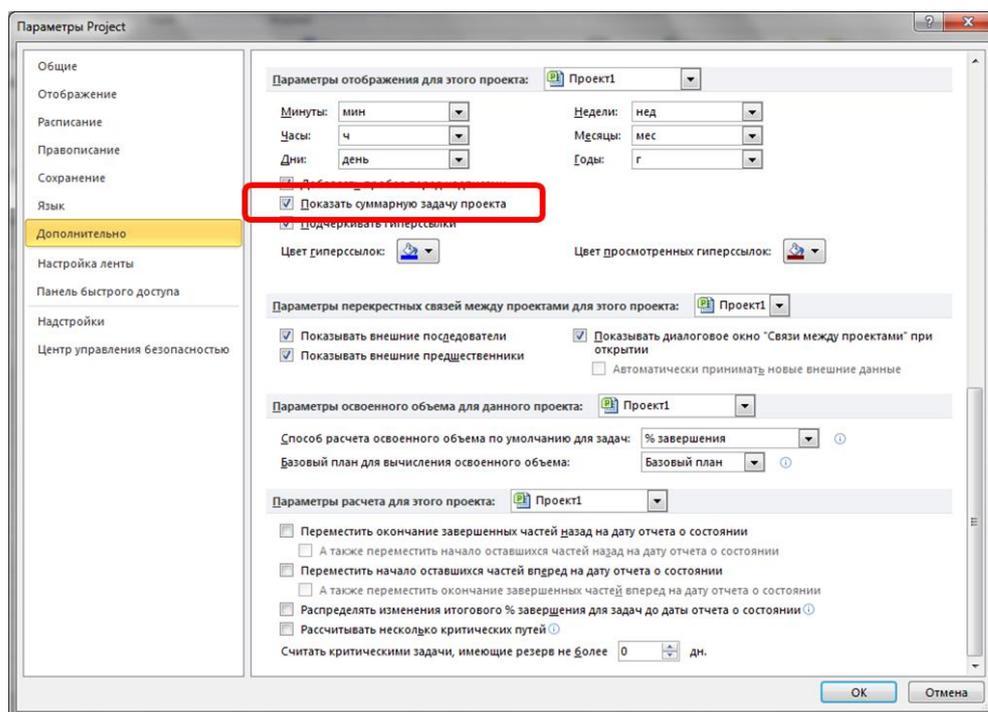 Параметры Project
Общие
Отображение
Расписание
Правописание
Сохранение
Язык
Дополнительно
Настройка ленты
Панель быстрого доступа
Надстройки
Центр управления безопасностью
Параметры отображения для этого проекта: Проект1
Минуты: мин Недели: нед
Часы: ч Месяцы: мес
Дни: день Годы: г
Добавлять пробел перед надписями
Показать суммарную задачу проекта
Подчеркивать гиперссылки
Цвет гиперссылок: Цвет просмотренных гиперссылок:
Параметры перекрестных связей между проектами для этого проекта: Проект1
Показывать внешние последователи Показывать диалоговое окно "Связи между проектами" при
Показывать внешние предшественники открытии
Автоматически принимать новые внешние данные
Параметры освоенного объема для данного проекта: Проект1
Способ расчета освоенного объема по умолчанию для задач: % завершения
Базовый план для вычисления освоенного объема: Базовый план
Параметры расчета для этого проекта: Проект1
Переместить окончание завершенных частей назад на дату отчета о состоянии
А также переместить начало оставшихся частей назад на дату отчета о состоянии
Переместить начало оставшихся частей вперед на дату отчета о состоянии
А также переместить окончание завершенных частей вперед на дату отчета о состоянии
Распределять изменения итогового % завершения для задач до даты отчета о состоянии
Рассчитывать несколько критических путей
Считать критическими задачи, имеющие резерв не более 0 дн.
ОК Отмена